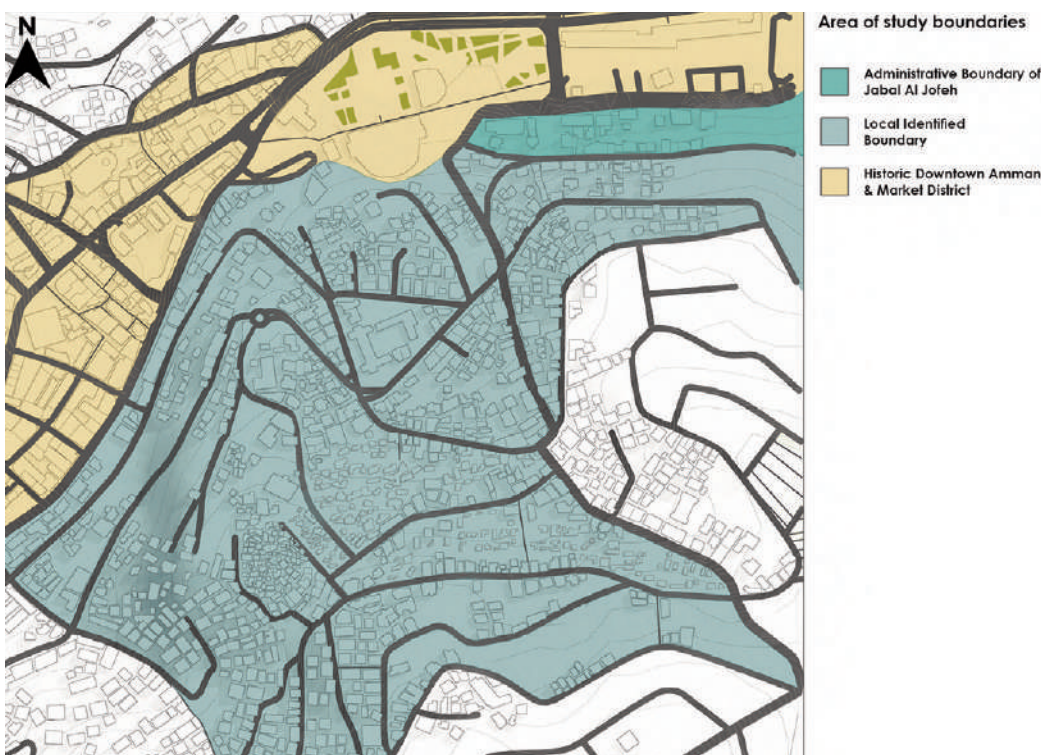 N
Area of study boundaries
Administrative Boundary of
Jabal Al Jofeh
Local Identified
Boundary
Historic Downtown Amman
& Market District